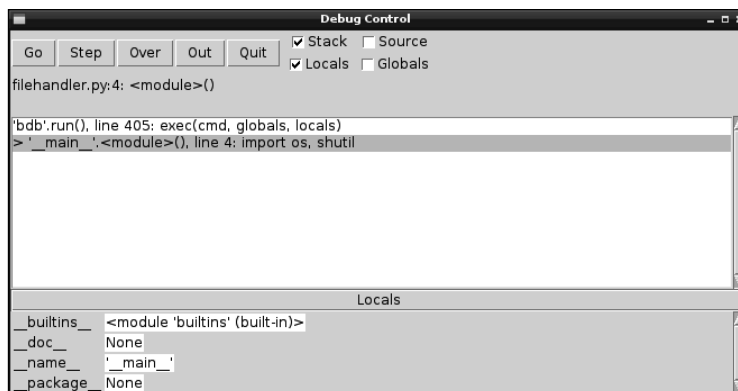 Debug Control
Go Step Over Out Quit Stack Source
Locals Globals
filehandler.py:4: <module>()
'bdb'.run(), line 405: exec(cmd, globals, locals)
> '__main__'.<module>(), line 4: import os, shutil
Locals
__builtins__ <module 'builtins' (built-in)>
__doc__ None
__name__ '__main__'
__package__ None